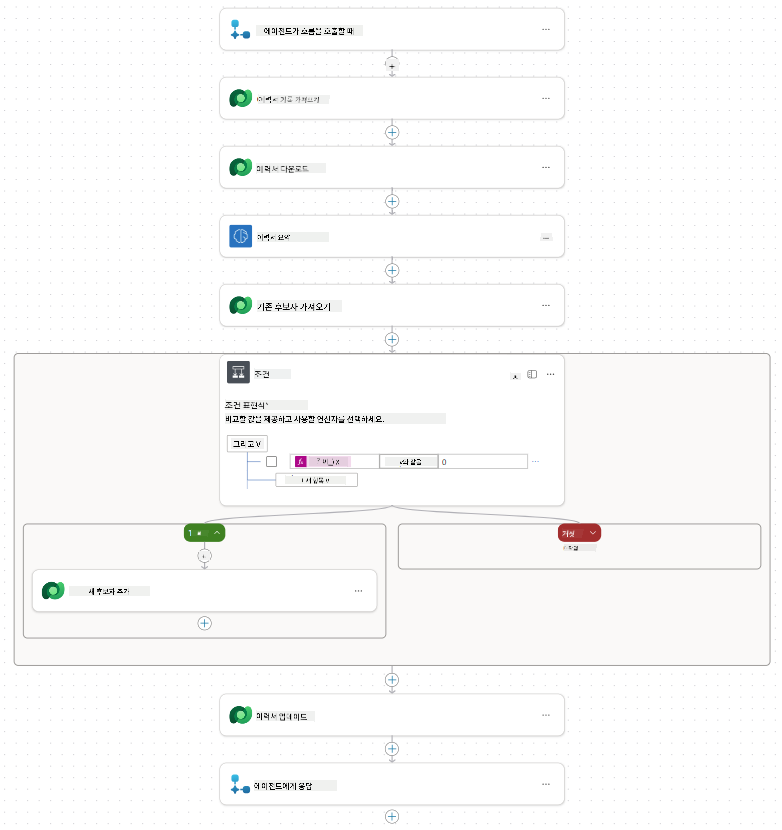 에이전트가 흐름을 호출할 때
이력서 기록 가져오기
이력서 다운로드
이력서 요약
기존 후보자 가져오기
조건
조건 표현식*
비교할 값을 제공하고 사용할 연산자를 선택하세요.
그리고 V
와 같음
0
1
거짓
새 후보자 추가
이력서 업데이트
에이전트에게 응답